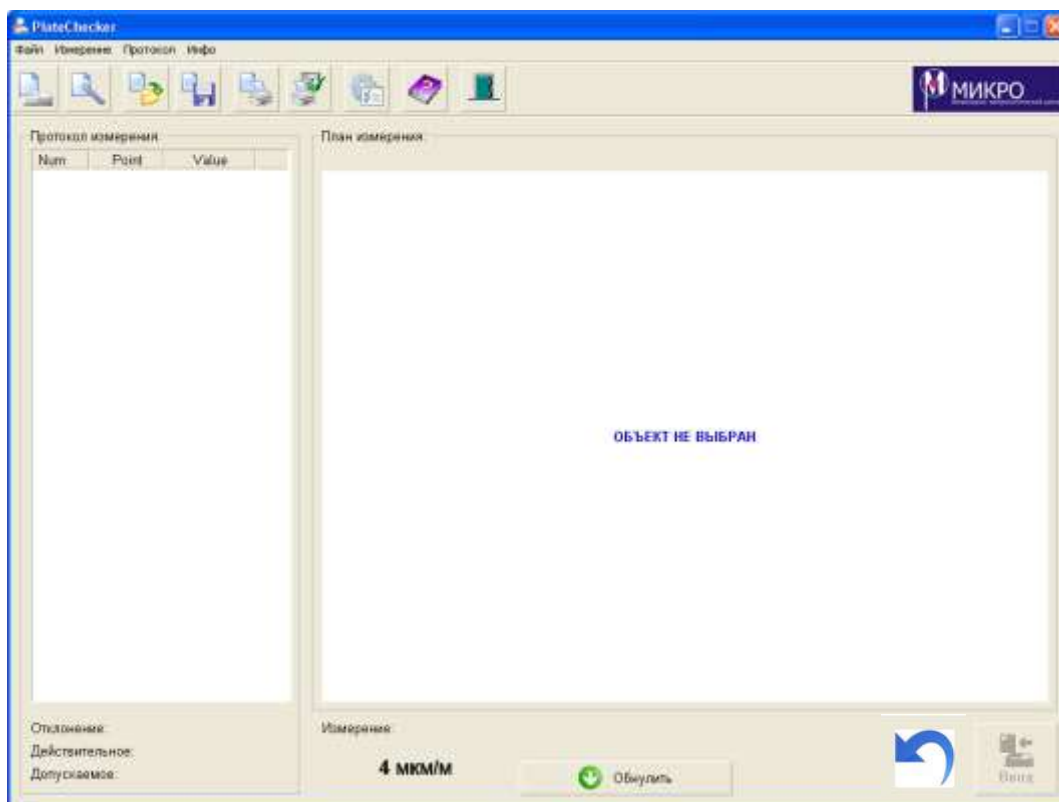 PlateChecker
Файл Измерение Протокол Инфо
МИКРО
Протокол измерения
План измерения
Num Point Value
ОБЪЕКТ НЕ ВЫБРАН
Отклонение:
Действительное:
Допускаемое:
Измерение:
4 мкм/м
Обнулить
Ввод